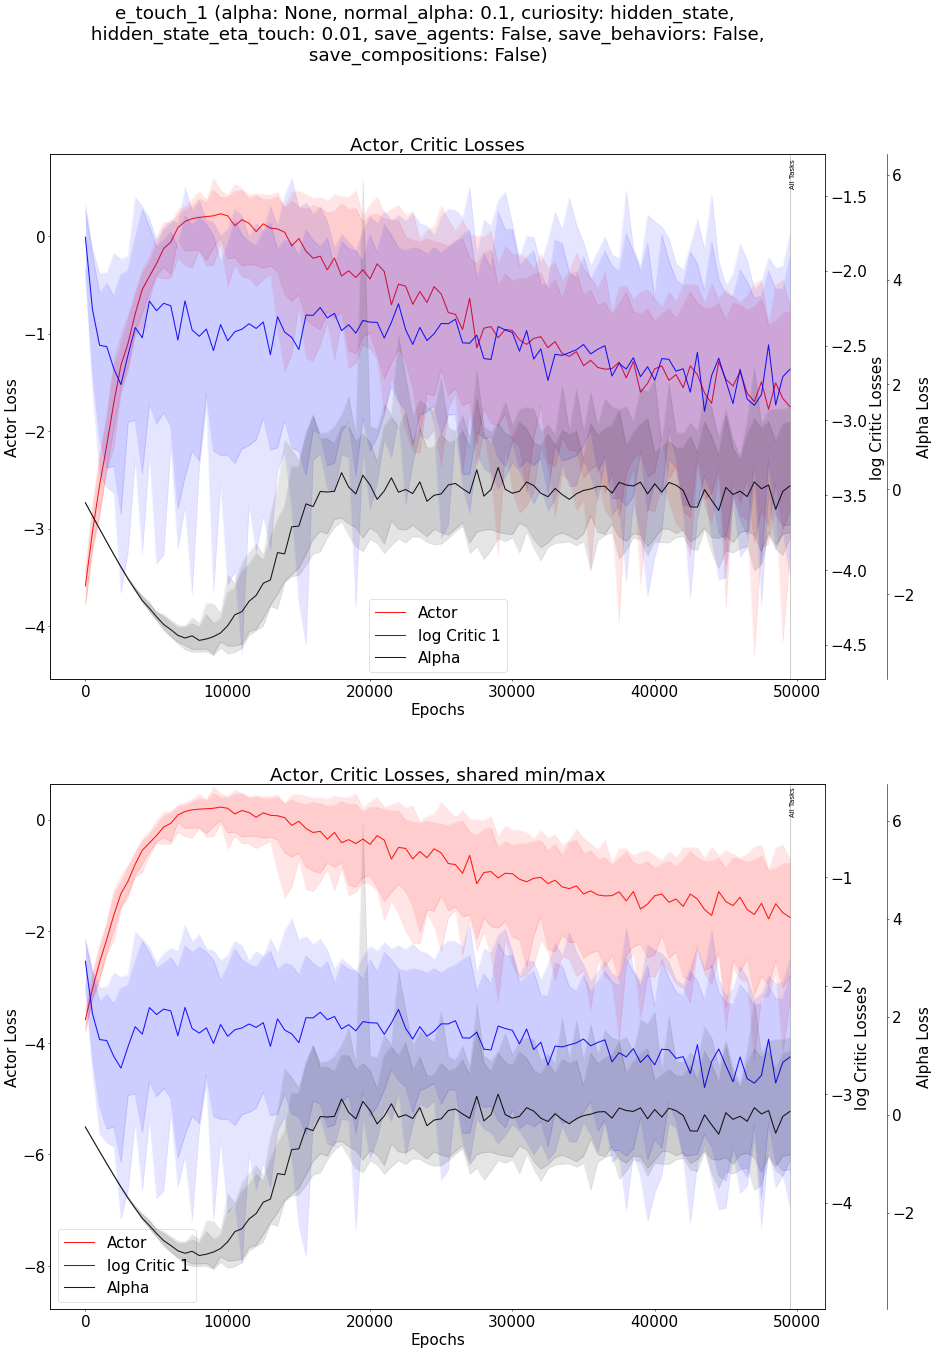 e_touch_1 (alpha: None, normal_alpha: 0.1, curiosity: hidden_state,
hidden_state_eta_touch: 0.01, save_agents: False, save_behaviors: False,
save_compositions: False)
Actor, Critic Losses
All Tasks
Actor Loss
0
−1
−2
−3
−4
−1.5
−2.0
−2.5
−3.0
−3.5
−4.0
−4.5
log Critic Losses
6
4
2
0
−2
Alpha Loss
Actor
log Critic 1
Alpha
0 10000 20000 30000 40000 50000
Epochs
Actor, Critic Losses, shared min/max
All Tasks
Actor Loss
0
−2
−4
−6
−8
−1
−2
−3
−4
log Critic Losses
6
4
2
0
−2
Alpha Loss
Actor
log Critic 1
Alpha
0 10000 20000 30000 40000 50000
Epochs